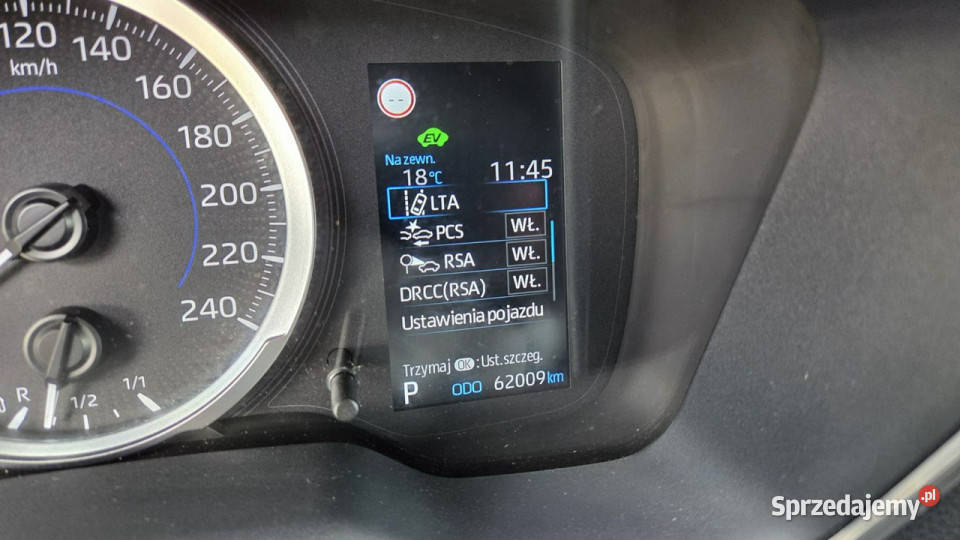 120
140
km/h
160
180
200
220
240
R
1/2
1/1
--
EV
Na zewn.
18°C 11:45
LTA
PCS WŁ.
RSA WŁ.
DRCC(RSA) WŁ.
Ustawienia pojazdu
Trzymaj OK :Ust.szczeg.
P ODO 62009 km
Sprzedajemy.pl